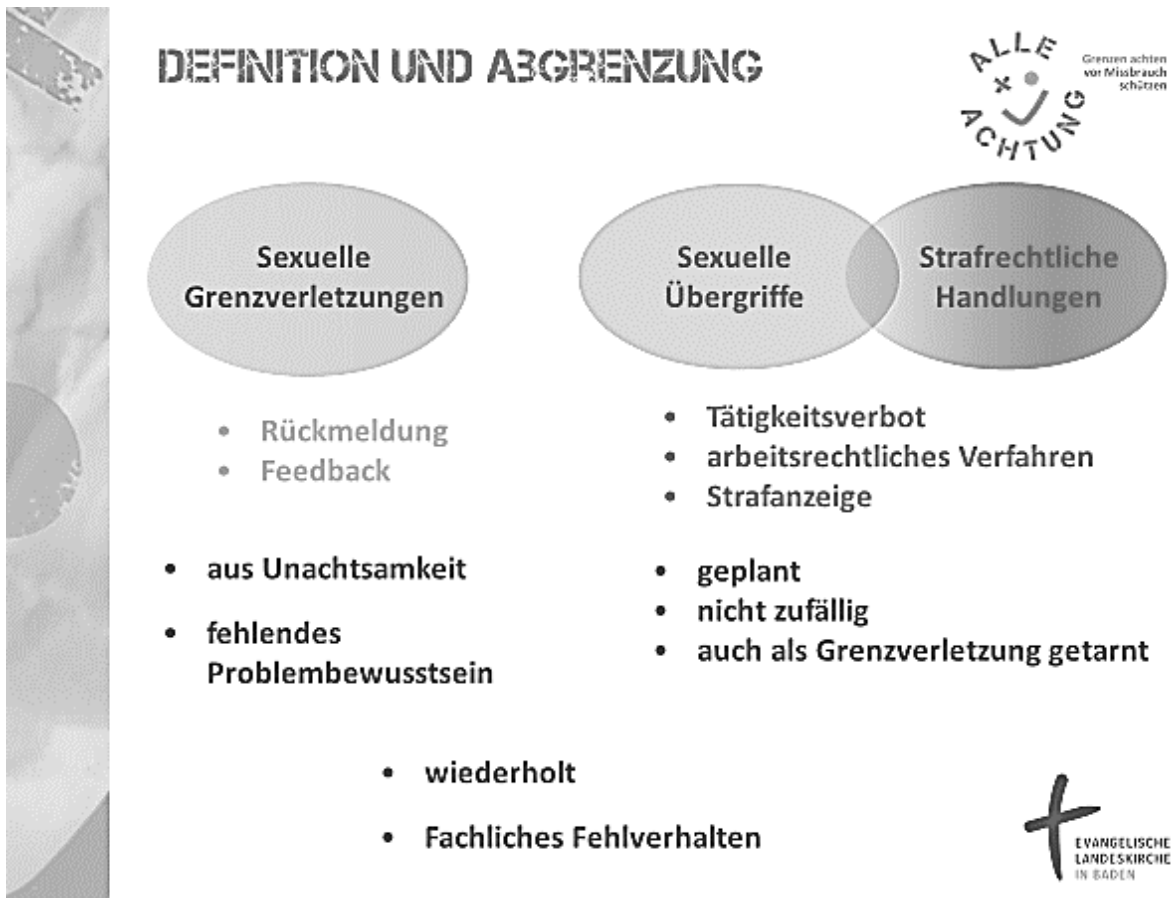 DEFINITION UND ABGRENZUNG
ALLE
ACHTUNG
Grenzen achten
vor Missbrauch
schützen
Sexuelle
Grenzverletzungen
Sexuelle
Übergriffe
Strafrechtliche
Handlungen
• Rückmeldung
• Feedback
• Tätigkeitsverbot
• arbeitsrechtliches Verfahren
• Strafanzeige
• aus Unachtsamkeit
• fehlendes
Problembewusstsein
• geplant
• nicht zufällig
• auch als Grenzverletzung getarnt
• wiederholt
• Fachliches Fehlverhalten
EVANGELISCHE
LANDESKIRCHE
IN BADEN